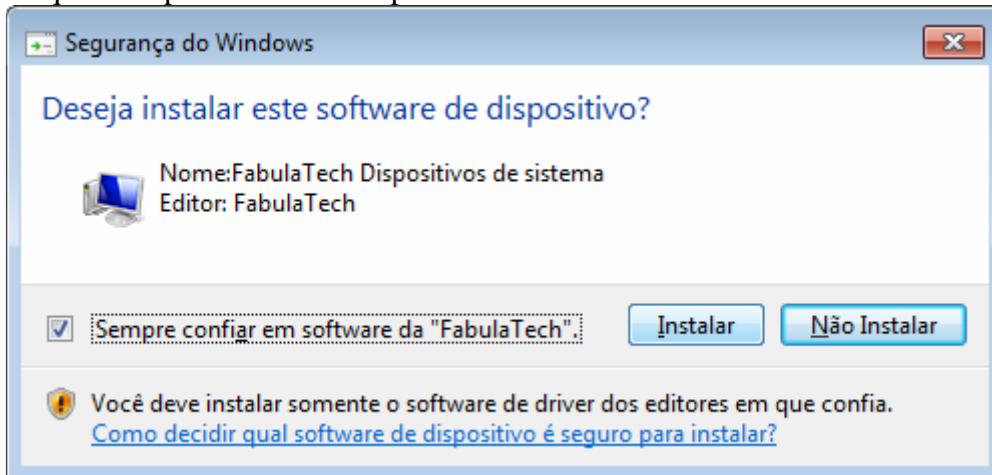 Segurança do Windows
Deseja instalar este software de dispositivo?
Nome:FabulaTech Dispositivos de sistema
Editor: FabulaTech
Sempre confiar em software da "FabulaTech".
Instalar
Não Instalar
Você deve instalar somente o software de driver dos editores em que confia.
Como decidir qual software de dispositivo é seguro para instalar?